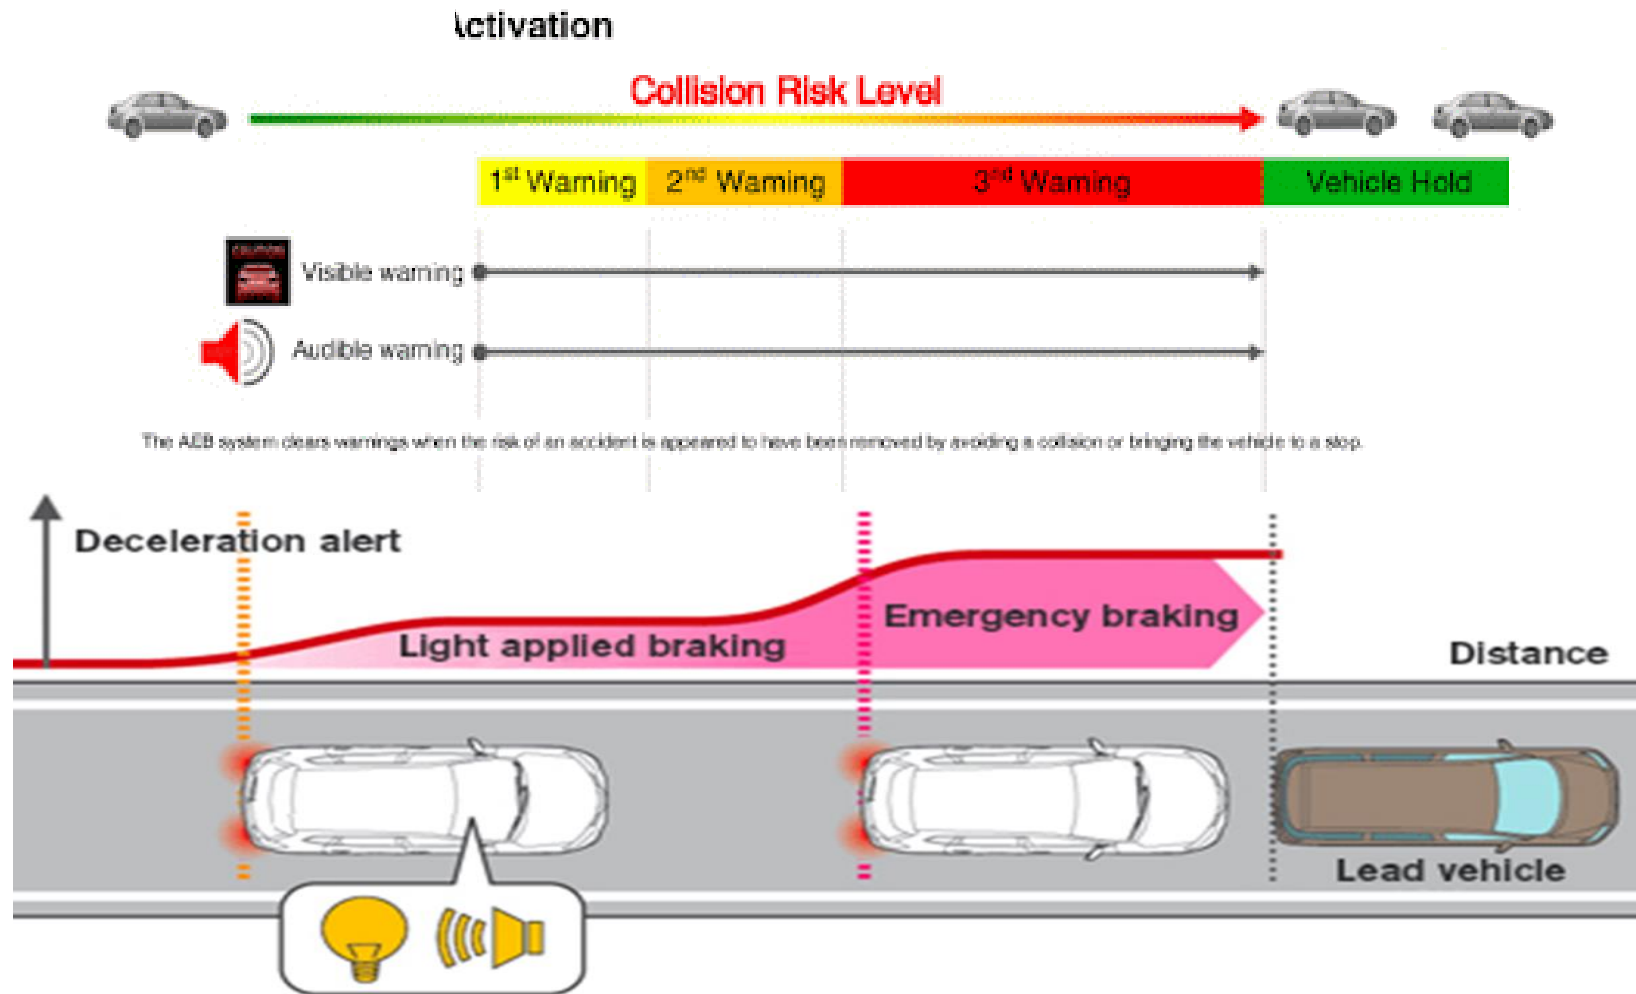 Activation
Collision Risk Level
1st Warning
2nd Warning
3nd Warning
Vehicle Hold
Visible warning
Audible warning
The AEB system clears warnings when the risk of an accident is appeared to have been removed by avoiding a collision or bringing the vehicle to a stop.
Deceleration alert
Light applied braking
Emergency braking
Distance
Lead vehicle